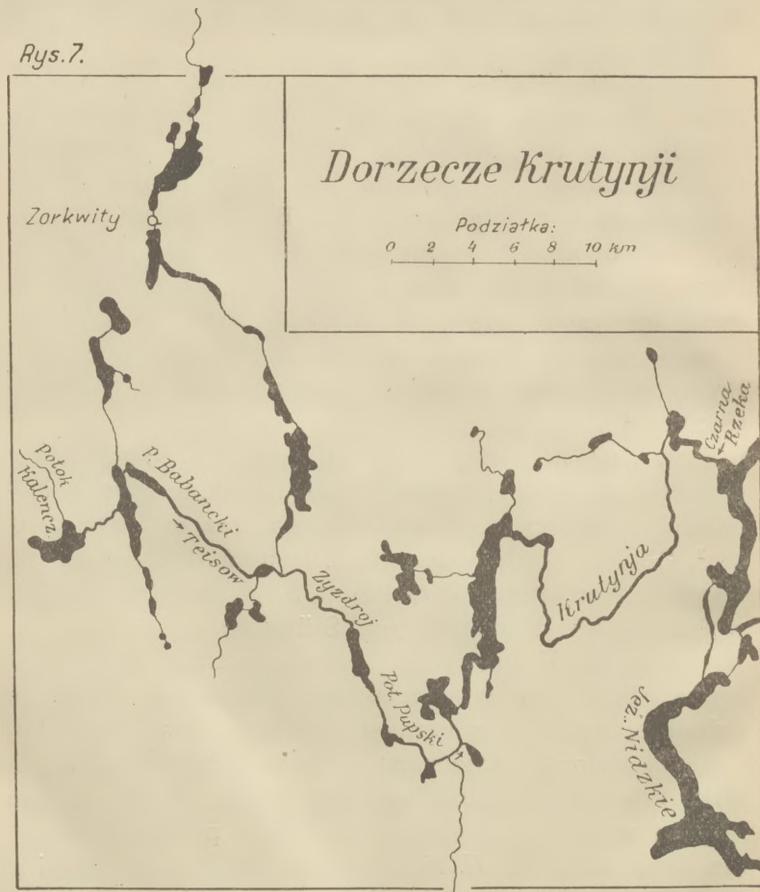 Rys.7.
Dorzecze Krutynji
Podziałka:
0 2 4 6 8 10 km
Zorkwity
potok
Kalencz
p. Babancki
Teisow
Zyzdroj
Pot. Pupski
Krutynja
Czarna
Rzeka
Jez. Nidzkie